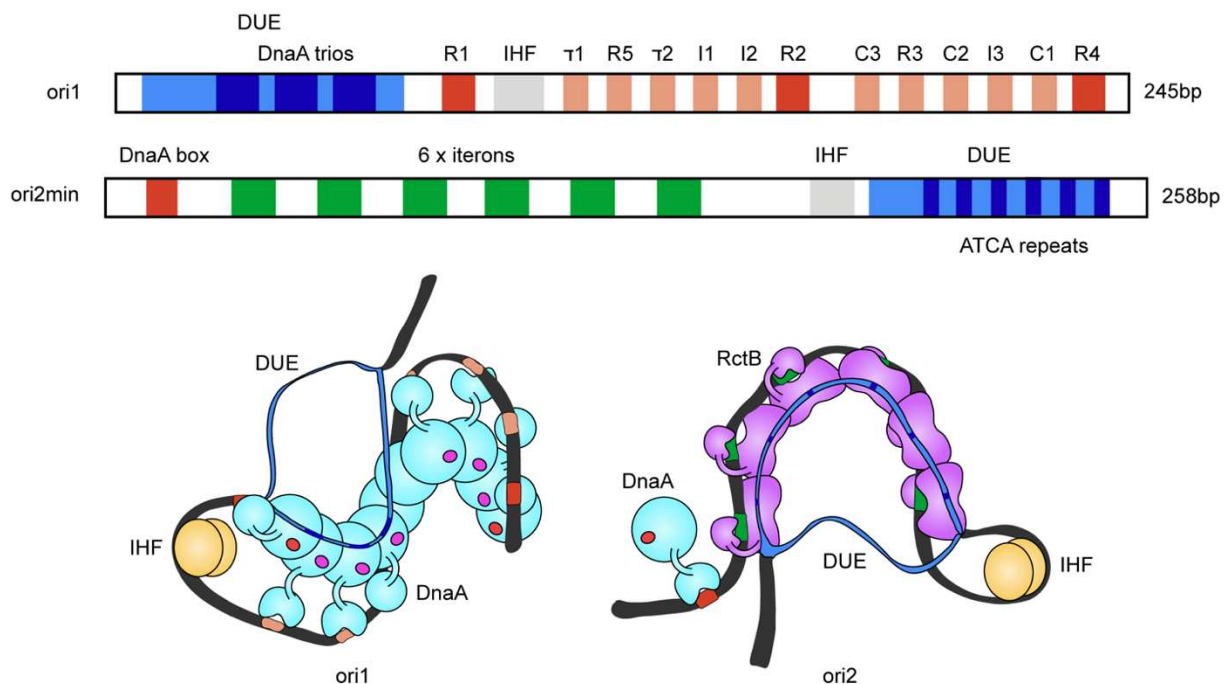 DUE
DnaA trios R1 IHF τ1 R5 τ2 I1 I2 R2 C3 R3 C2 I3 C1 R4
ori1 245bp
DnaA box 6 x iterons IHF DUE
ori2min 258bp
ATCA repeats
DUE RctB
DnaA
IHF DUE IHF
DnaA
ori1 ori2